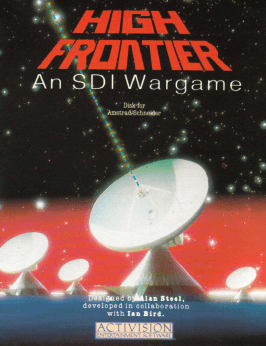 HIGH
FRONTIER
An SDI Wargame
Disk for
Amstrad/Schneider
Designed by Alan Steel,
developed in collaboration
with Ian Bird.
ACTIVISION
ENTERTAINMENT SOFTWARE